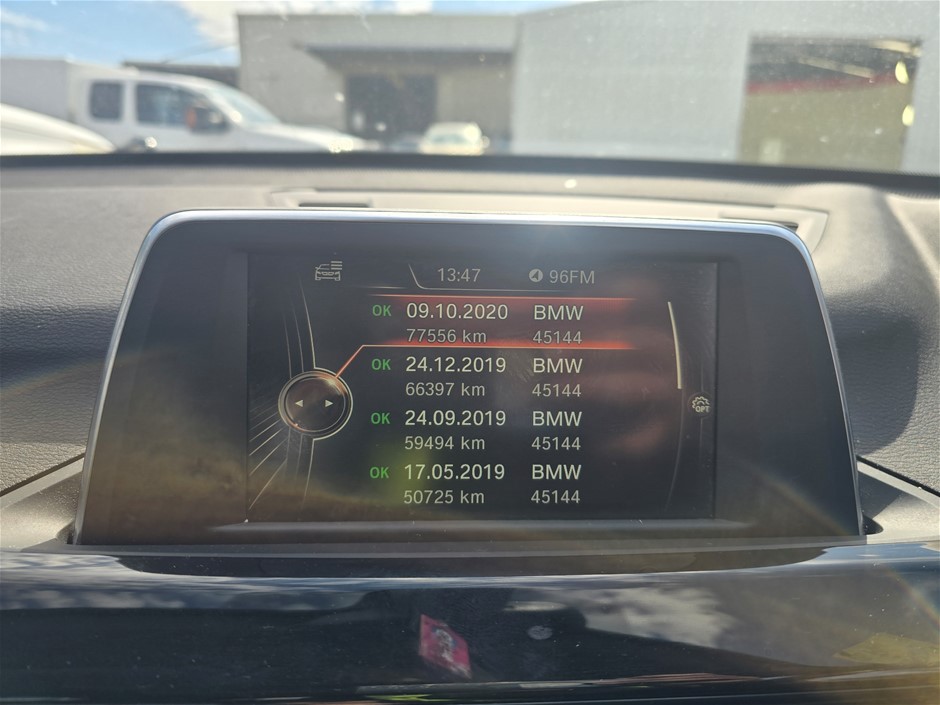 13:47 96FM
OK 09.10.2020 BMW
77556 km 45144
OK 24.12.2019 BMW
66397 km 45144
OK 24.09.2019 BMW
59494 km 45144
OPT
OK 17.05.2019 BMW
50725 km 45144